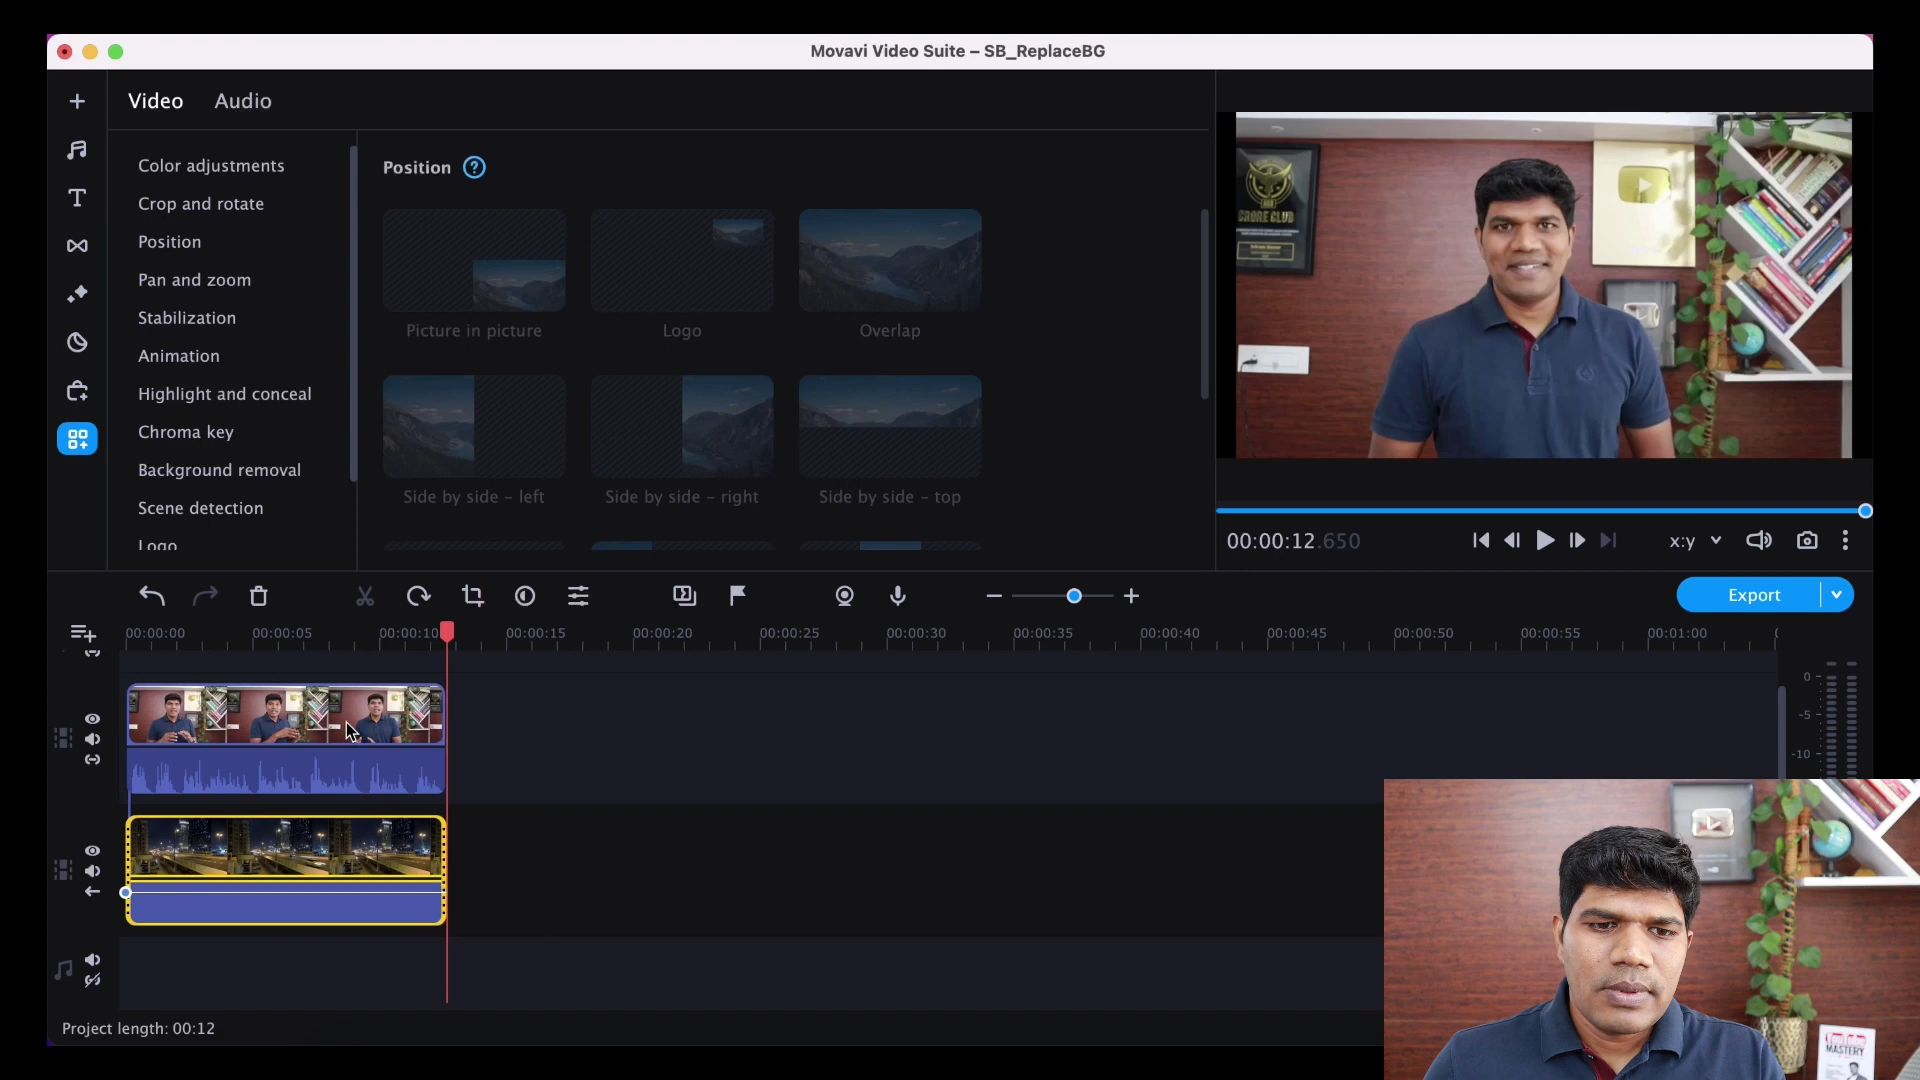 Movavi Video Suite – SB_ReplaceBG
Video Audio
Color adjustments
Crop and rotate
Position
Pan and zoom
Stabilization
Animation
Highlight and conceal
Chroma key
Background removal
Scene detection
Logo
Position ?
Picture in picture
Logo
Overlap
Side by side – left
Side by side – right
Side by side – top
CRORE CLUB
00:00:12.650
x:y
Export
00:00:00 00:00:05 00:00:10 00:00:15 00:00:20 00:00:25 00:00:30 00:00:35 00:00:40 00:00:45 00:00:50 00:00:55 00:01:00
0
-5
-10
Project length: 00:12
YOUTUBE
MASTERY